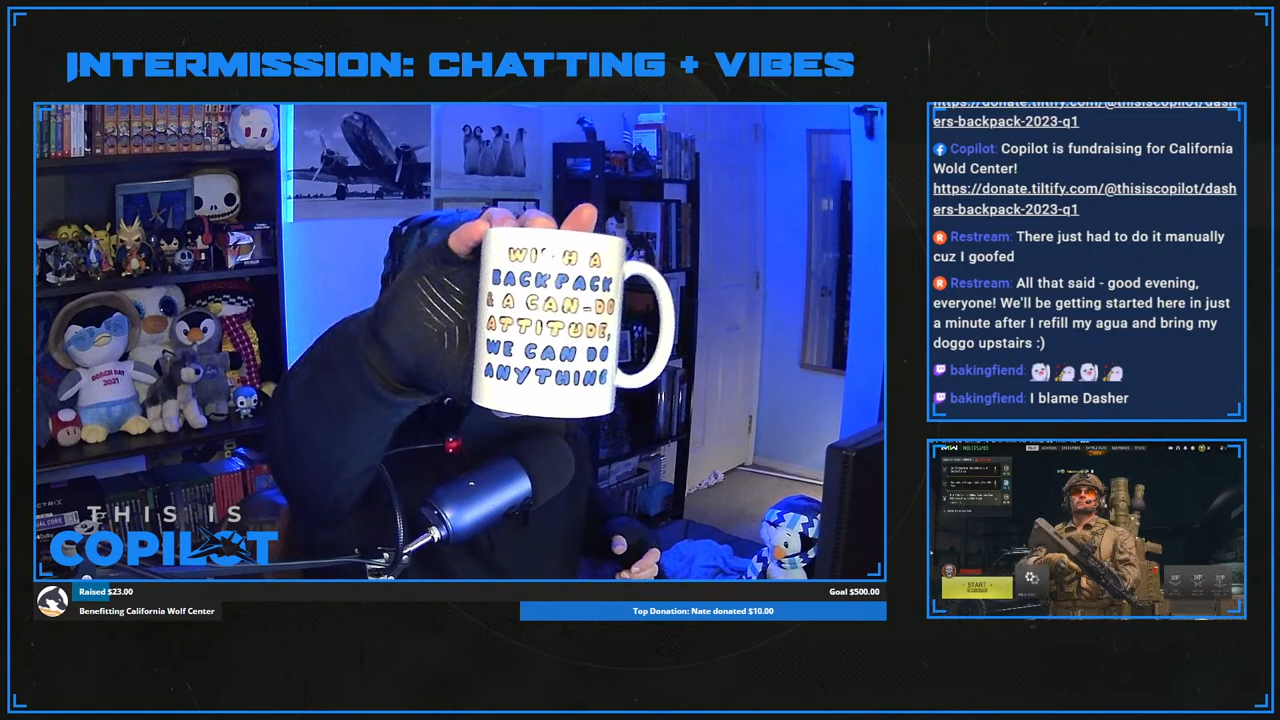 INTERMISSION: CHATTING + VIBES
WITH A
BACKPACK
& A CAN-DO
ATTITUDE,
WE CAN DO
ANYTHING
BEACH DAY
2021
THIS IS
COPILOT
Raised $23.00
Goal $500.00
Benefitting California Wolf Center
Top Donation: Nate donated $10.00
https://donate.tiltify.com/@thisiscopilot/dash
ers-backpack-2023-q1
Copilot: Copilot is fundraising for California
Wold Center!
https://donate.tiltify.com/@thisiscopilot/dash
ers-backpack-2023-q1
Restream: There just had to do it manually
cuz I goofed
Restream: All that said - good evening,
everyone! We'll be getting started here in just
a minute after I refill my agua and bring my
doggo upstairs :)
bakingfiend:
bakingfiend: I blame Dasher
MULTIPLAYER
START